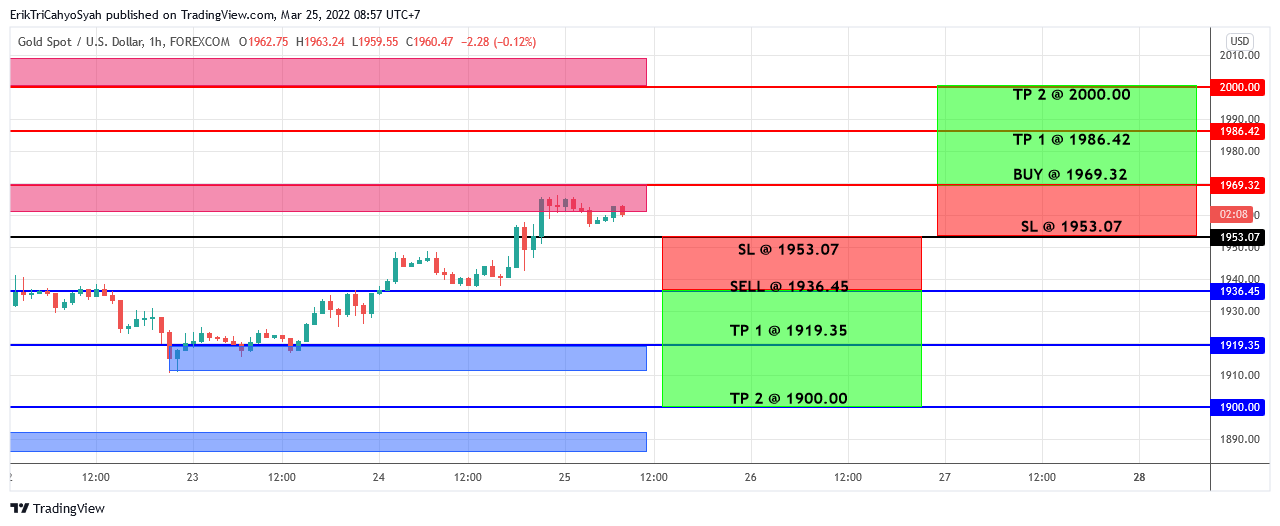 ErikTriCahyoSyah published on TradingView.com, Mar 25, 2022 08:57 UTC+7
Gold Spot / U.S. Dollar, 1h, FOREXCOM O1962.75 H1963.24 L1959.55 C1960.47 −2.28 (−0.12%)
USD
2010.00
2000.00
TP 2 @ 2000.00
1990.00
1986.42
TP 1 @ 1986.42
1980.00
BUY @ 1969.32
1969.32
02:08
SL @ 1953.07
1953.07
SL @ 1953.07
1950.00
1940.00
SELL @ 1936.45
1936.45
1930.00
TP 1 @ 1919.35
1919.35
1910.00
TP 2 @ 1900.00
1900.00
1890.00
12:00 23 12:00 24 12:00 25 12:00 26 12:00 27 12:00 28
TradingView